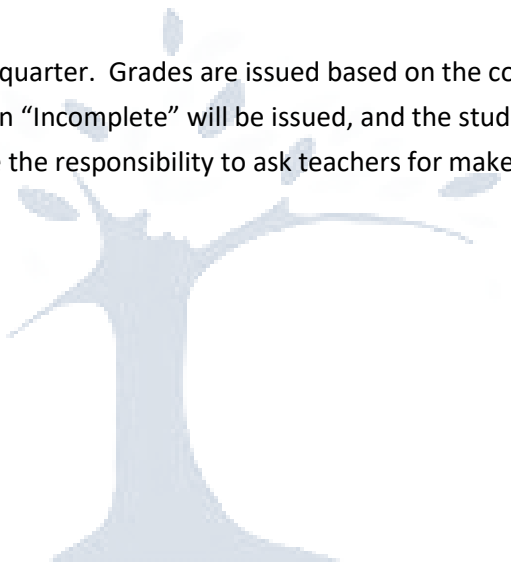 quarter.  Grades are issued based on the co
n “Incomplete” will be issued, and the stud
the responsibility to ask teachers for make